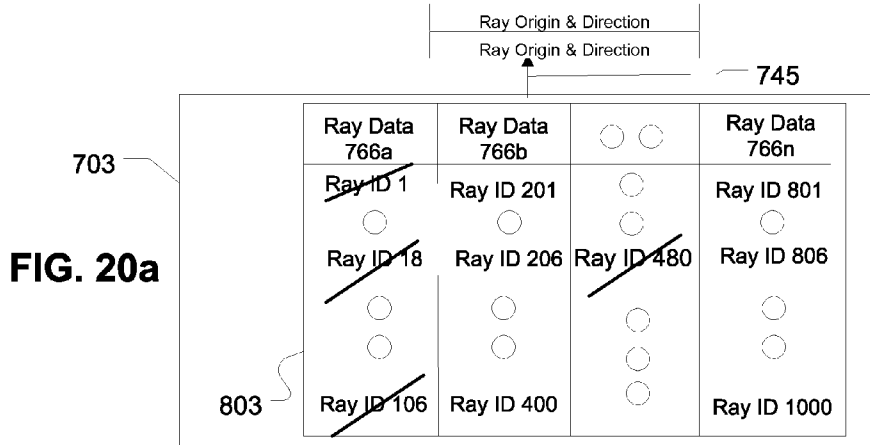 Ray Origin & Direction
Ray Origin & Direction
745
703
Ray Data 766a
Ray Data 766b
Ray Data 766n
Ray ID 1
Ray ID 201
Ray ID 801
FIG. 20a
Ray ID 18
Ray ID 206
Ray ID 480
Ray ID 806
803
Ray ID 106
Ray ID 400
Ray ID 1000